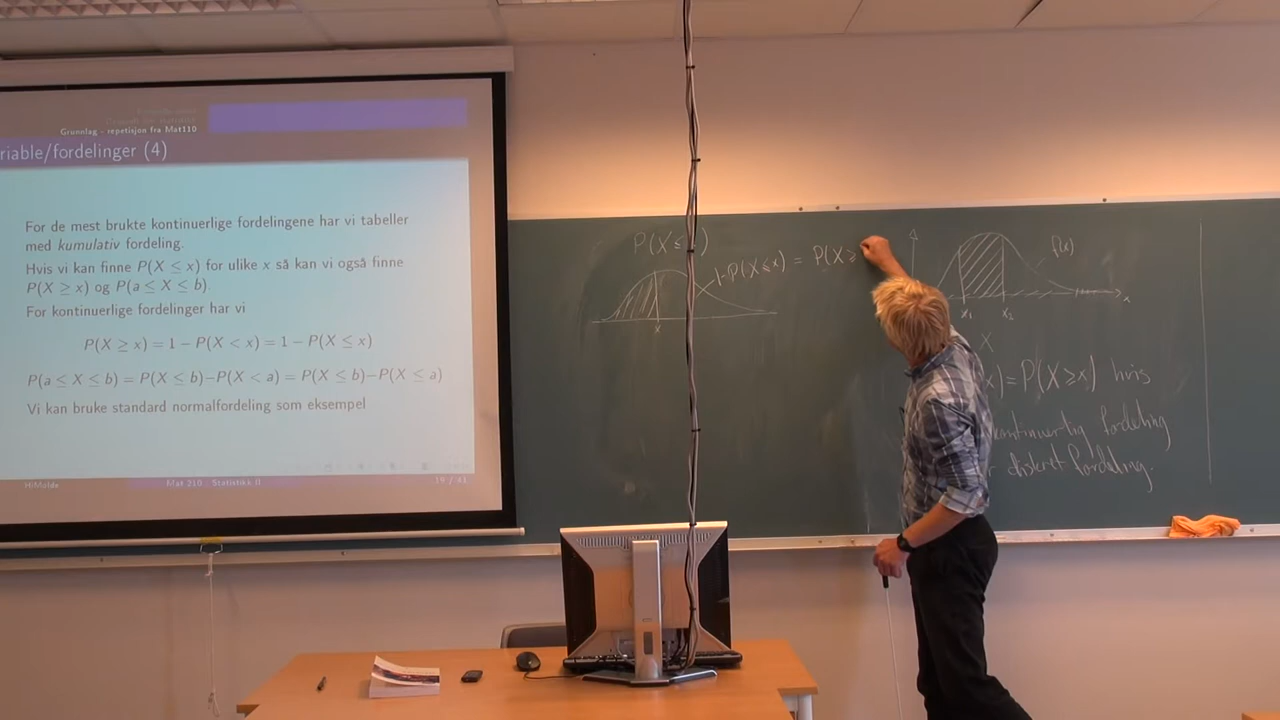 Grunnlag - repetisjon fra Mat110
riable/fordelinger (4)
For de mest brukte kontinuerlige fordelingene har vi tabeller
med kumulativ fordeling.
Hvis vi kan finne P(X ≤ x) for ulike x så kan vi også finne
P(X ≥ x) og P(a ≤ X ≤ b).
For kontinuerlige fordelinger har vi
P(X ≥ x) = 1 − P(X < x) = 1 − P(X ≤ x)
P(a ≤ X ≤ b) = P(X ≤ b)−P(X < a) = P(X ≤ b)−P(X ≤ a)
Vi kan bruke standard normalfordeling som eksempel
HiMolde
Mat 210 Statistikk
19 / 41
P(X ≤ )
1-P(X≤x) = P(X≥
x
f(x)
x₁ x₂
x
X
x)=P(X≥x) hvis
kontinuerlig fordeling
r diskret fordeling.